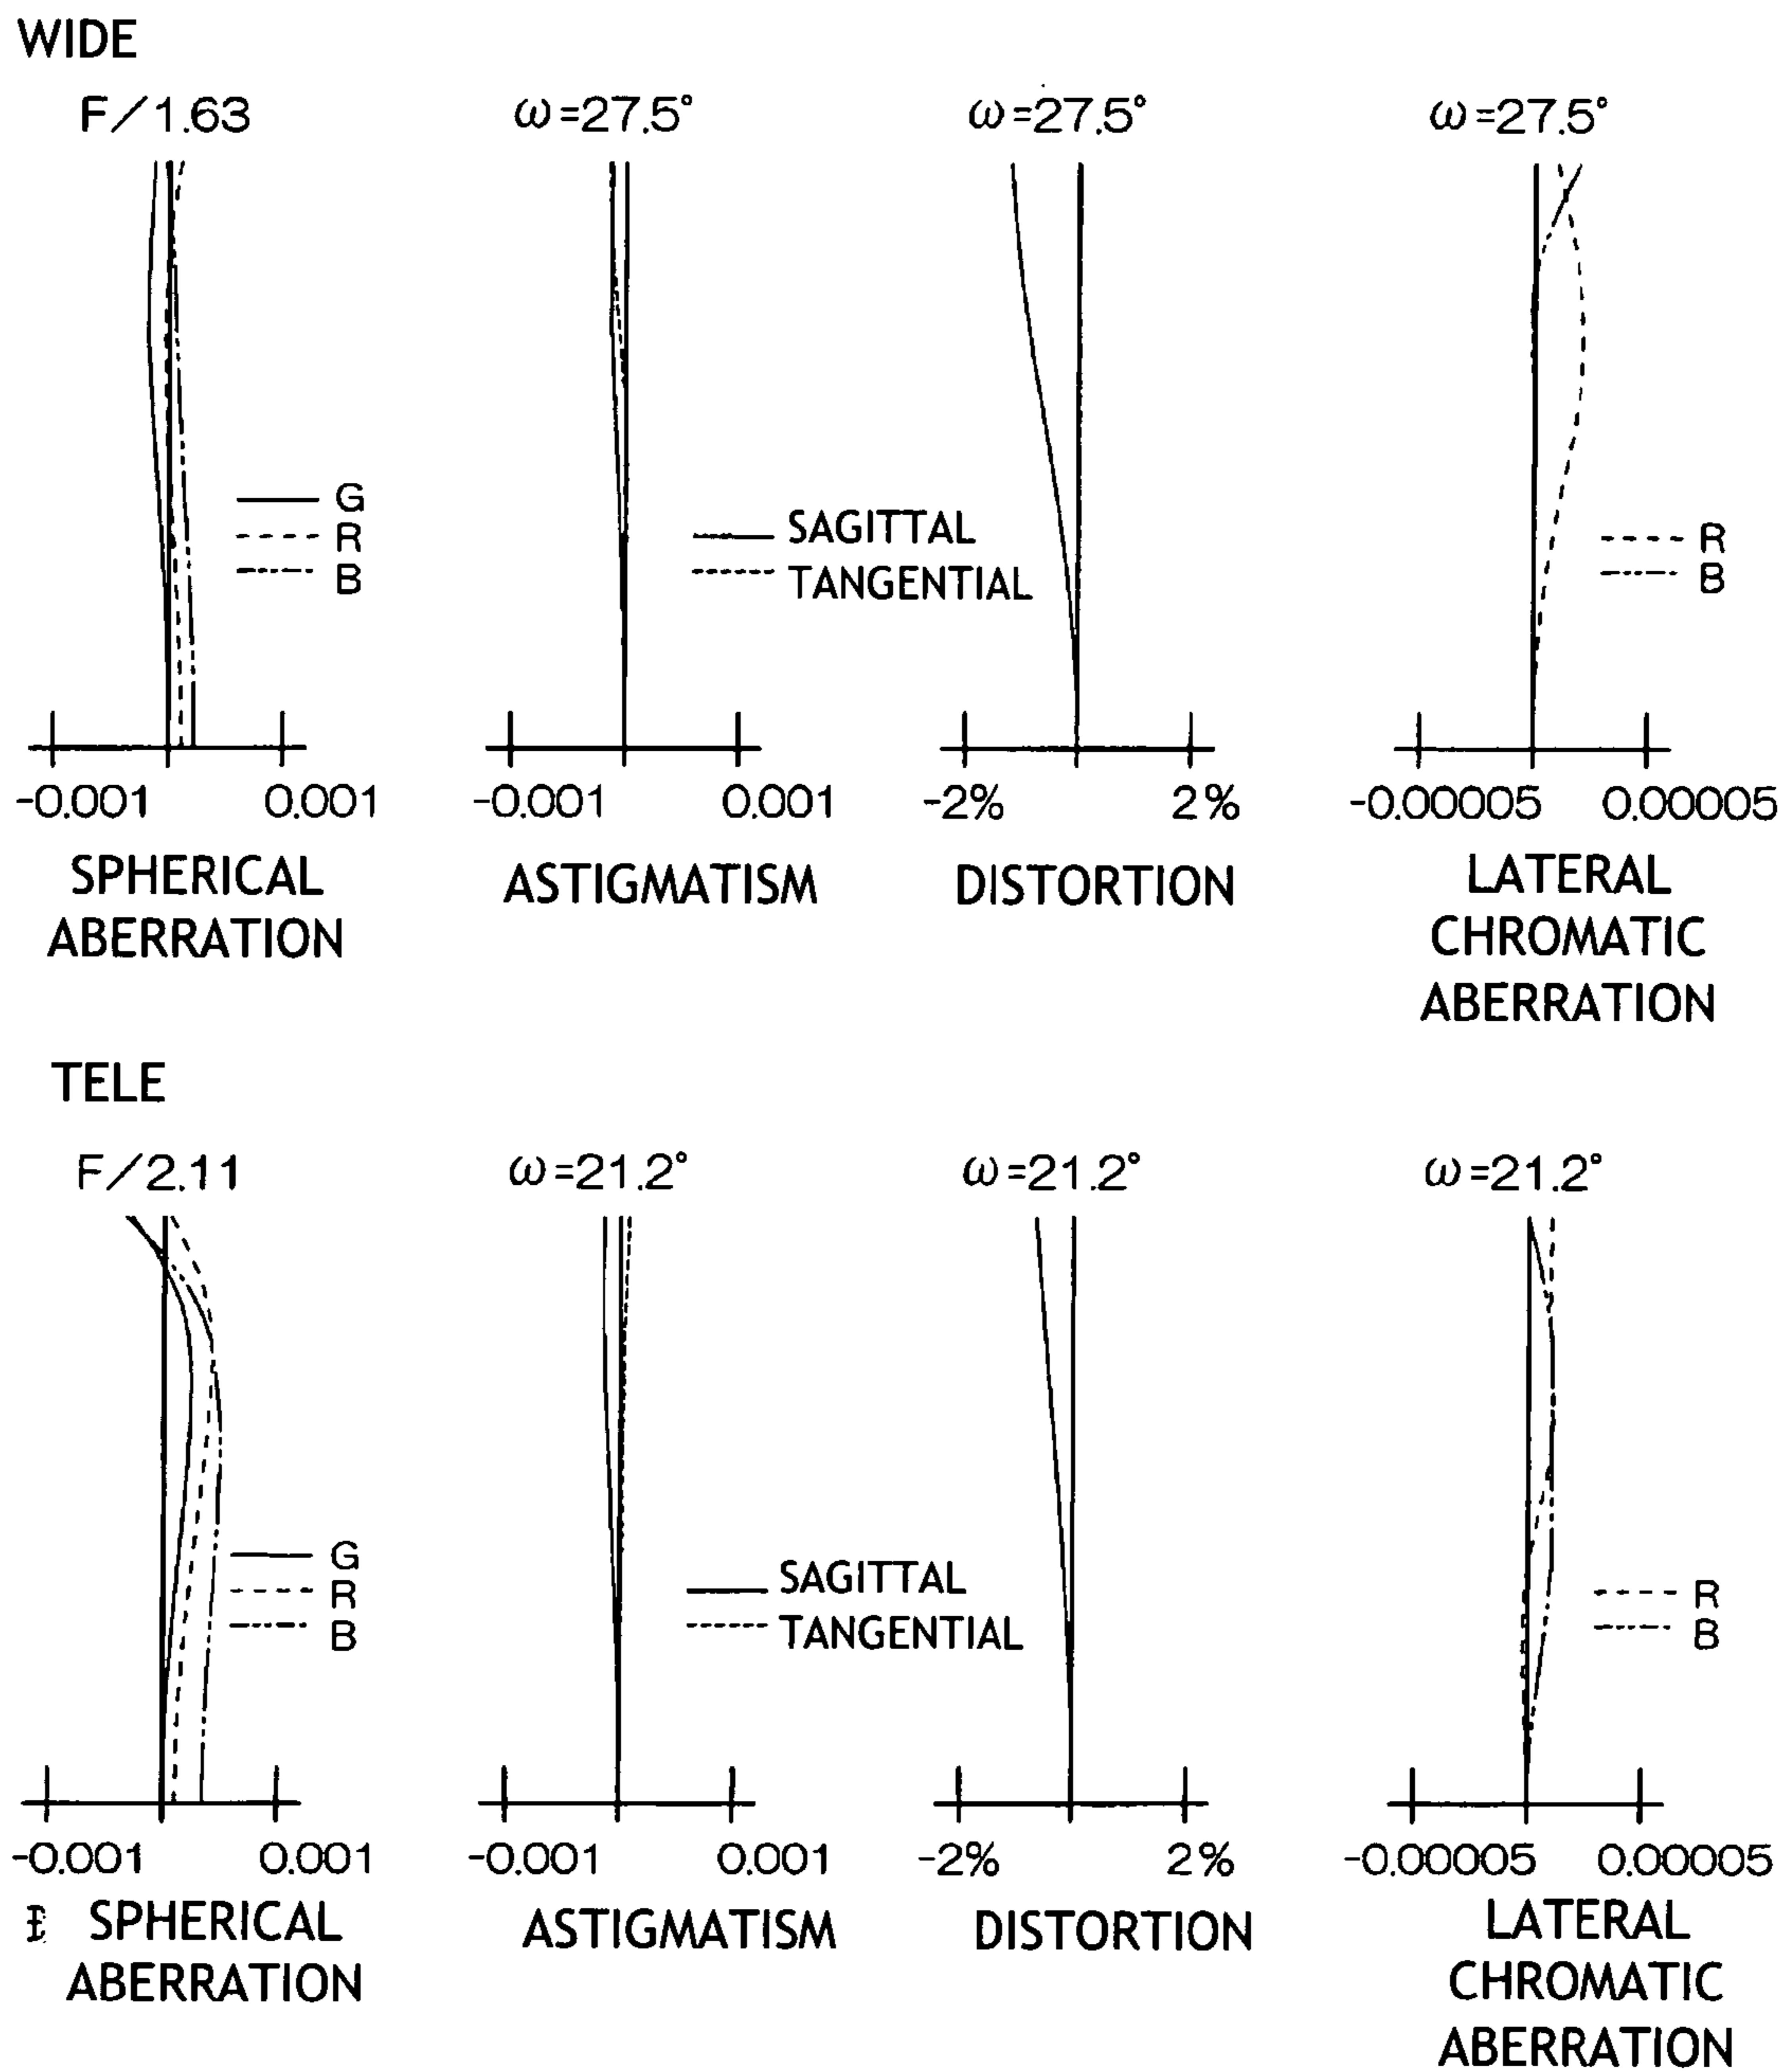 WIDE
F/1.63
ω=27.5°
ω=27.5°
ω=27.5°
G
R
B
SAGITTAL
TANGENTIAL
R
B
-0.001 0.001
-0.001 0.001
-2% 2%
-0.00005 0.00005
SPHERICAL
ABERRATION
ASTIGMATISM
DISTORTION
LATERAL
CHROMATIC
ABERRATION
TELE
F/2.11
ω=21.2°
ω=21.2°
ω=21.2°
G
R
B
SAGITTAL
TANGENTIAL
R
B
-0.001 0.001
-0.001 0.001
-2% 2%
-0.00005 0.00005
SPHERICAL
ABERRATION
ASTIGMATISM
DISTORTION
LATERAL
CHROMATIC
ABERRATION